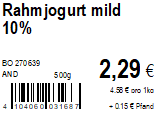 Rahmjogurt mild
10%
BO 270639
AND 500g
2,29 €
4.58 € pro 1kg
4 104060 031687
+ 0.15 € Pfand